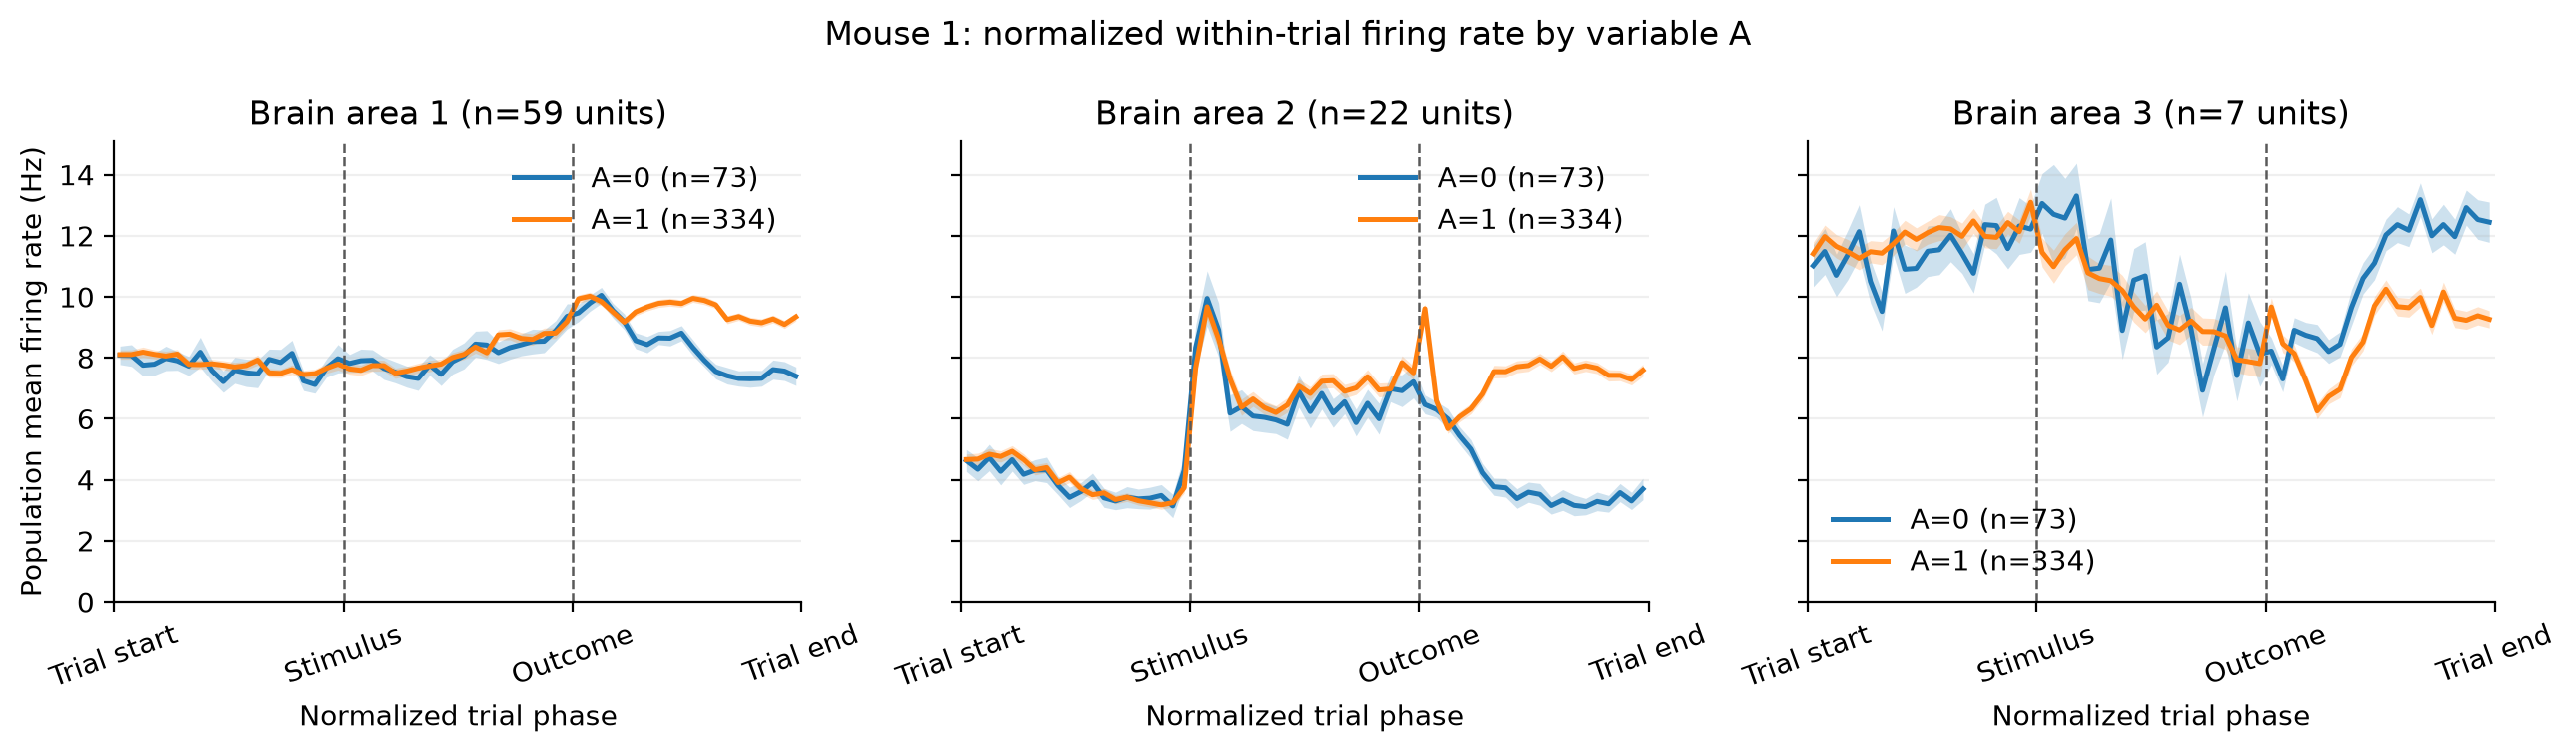 Mouse 1: normalized within-trial firing rate by variable A
Brain area 1 (n=59 units)
Population mean firing rate (Hz)
14
12
10
8
6
4
2
0
A=0 (n=73)
A=1 (n=334)
Trial start
Stimulus
Outcome
Trial end
Normalized trial phase
Brain area 2 (n=22 units)
A=0 (n=73)
A=1 (n=334)
Trial start
Stimulus
Outcome
Trial end
Normalized trial phase
Brain area 3 (n=7 units)
A=0 (n=73)
A=1 (n=334)
Trial start
Stimulus
Outcome
Trial end
Normalized trial phase